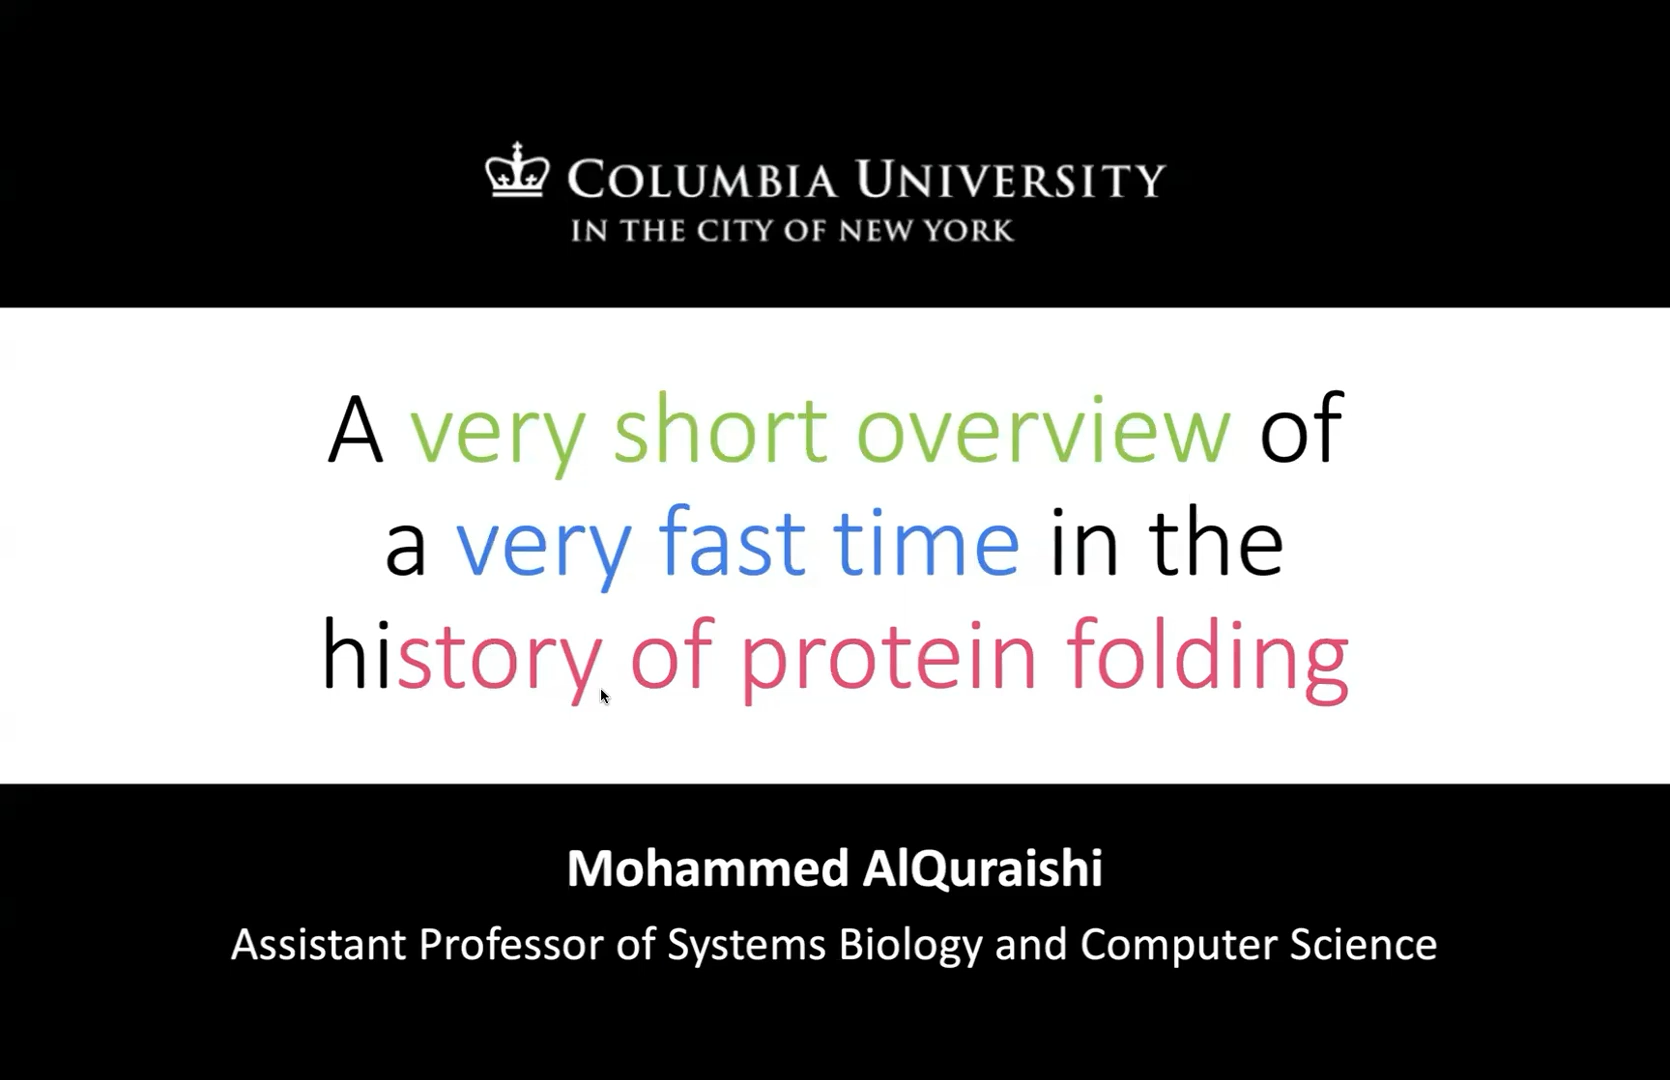 COLUMBIA UNIVERSITY
IN THE CITY OF NEW YORK
A very short overview of
a very fast time in the
history of protein folding
Mohammed AlQuraishi
Assistant Professor of Systems Biology and Computer Science